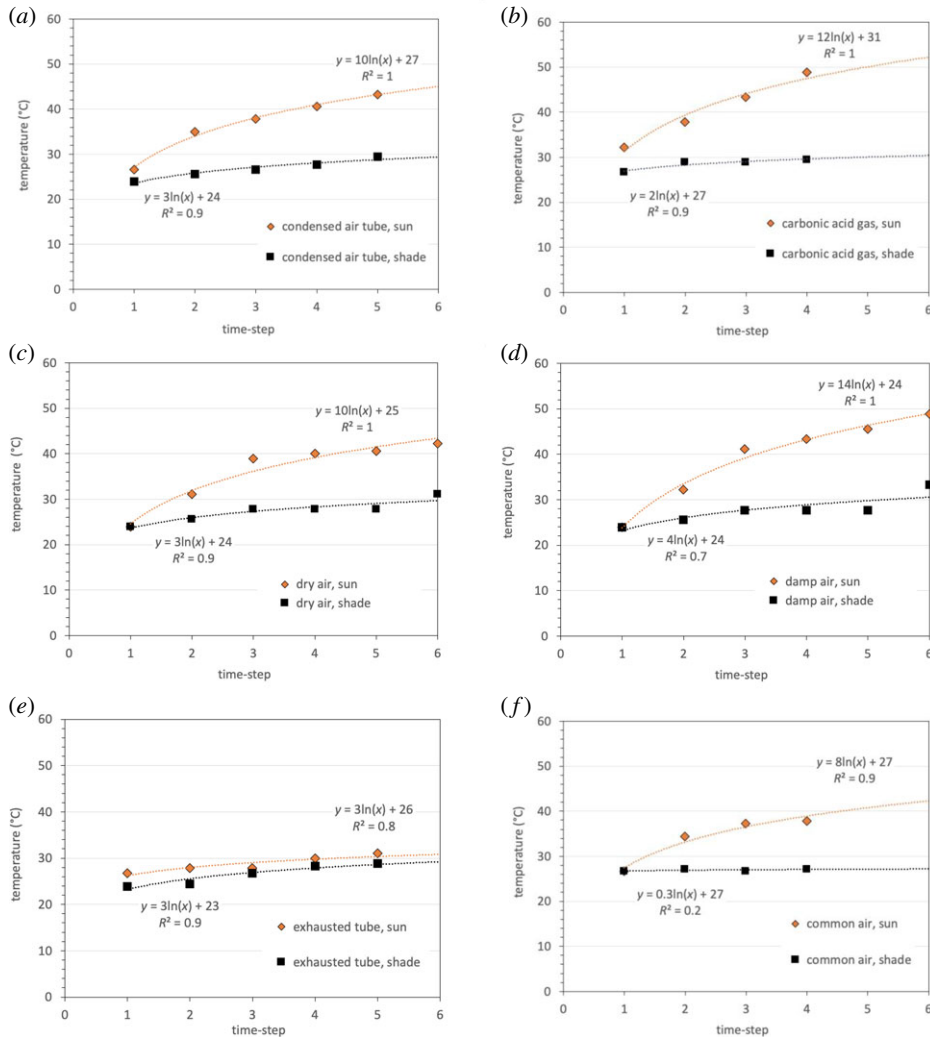 (a)
60
50
40
30
20
10
0
temperature (°C)
y = 10ln(x) + 27
R² = 1
y = 3ln(x) + 24
R² = 0.9
condensed air tube, sun
condensed air tube, shade
0 1 2 3 4 5 6
time-step
(b)
60
50
40
30
20
10
0
temperature (°C)
y = 12ln(x) + 31
R² = 1
y = 2ln(x) + 27
R² = 0.9
carbonic acid gas, sun
carbonic acid gas, shade
0 1 2 3 4 5 6
time-step
(c)
60
50
40
30
20
10
0
temperature (°C)
y = 10ln(x) + 25
R² = 1
y = 3ln(x) + 24
R² = 0.9
dry air, sun
dry air, shade
0 1 2 3 4 5 6
time-step
(d)
60
50
40
30
20
10
0
temperature (°C)
y = 14ln(x) + 24
R² = 1
y = 4ln(x) + 24
R² = 0.7
damp air, sun
damp air, shade
0 1 2 3 4 5 6
time-step
(e)
60
50
40
30
20
10
0
temperature (°C)
y = 3ln(x) + 26
R² = 0.8
y = 3ln(x) + 23
R² = 0.9
exhausted tube, sun
exhausted tube, shade
0 1 2 3 4 5 6
time-step
(f)
60
50
40
30
20
10
0
temperature (°C)
y = 8ln(x) + 27
R² = 0.9
y = 0.3ln(x) + 27
R² = 0.2
common air, sun
common air, shade
0 1 2 3 4 5 6
time-step